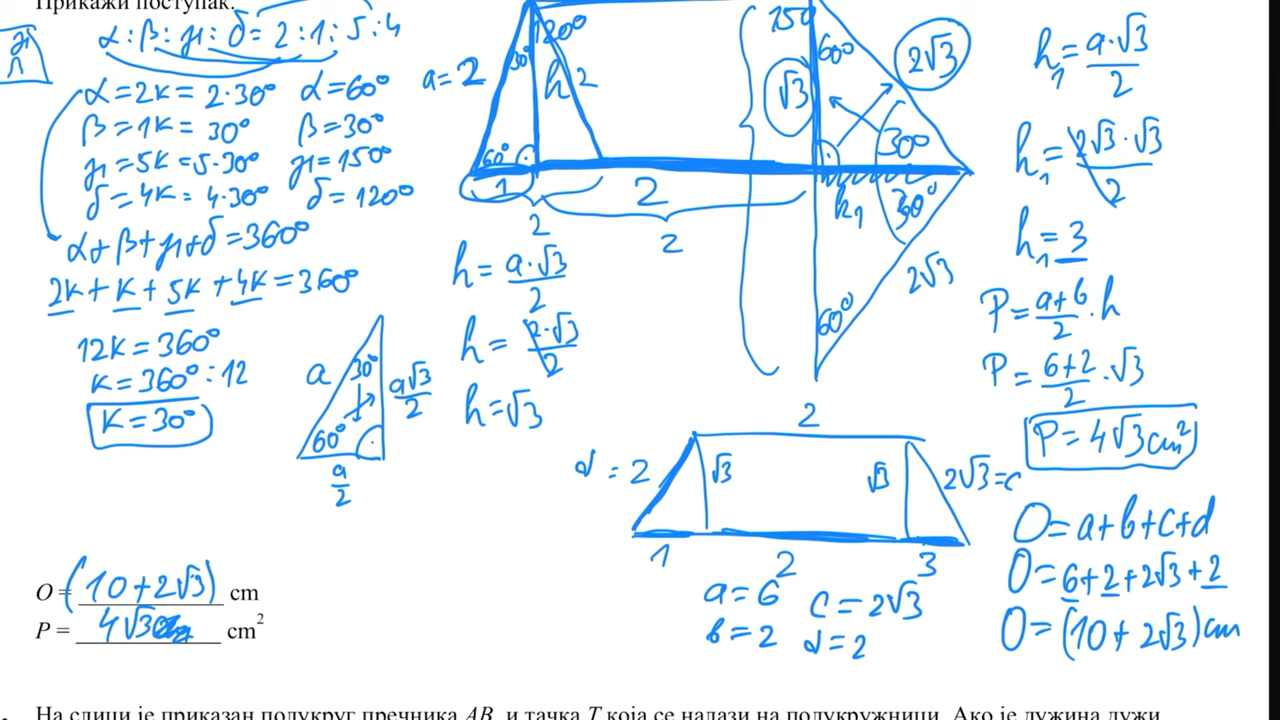 Прикажи поступак.
α : β : γ : δ = 2 : 1 : 5 : 4
α = 2K = 2·30° α = 60°
β = 1K = 30° β = 30°
γ = 5K = 5·30° γ = 150°
δ = 4K = 4·30° δ = 120°
α + β + γ + δ = 360°
2K + K + 5K + 4K = 360°
12K = 360°
K = 360° : 12
K = 30°
a
30°
60°
a√3/2
a/2
a = 2
120°
30°
h
2
60°
1
2
2
2
150
60°
√3
2√3
30°
h₁
30°
2√3
60°
h = a·√3/2
h = 2·√3/2
h = √3
h₁ = a·√3/2
h₁ = 2√3·√3/2
h₁ = 3
P = a+b/2 · h
P = 6+2/2 · √3
P = 4√3 cm²
2
d = 2
√3
√3
2√3 = c
1
2
3
a = 6
b = 2
c = 2√3
d = 2
O = a+b+c+d
O = 6+2+2√3+2
O = (10+2√3) cm
O = (10+2√3) cm
P = 4√3 cm²
На слици је приказан полукруг пречника AB и тачка T која се налази на полукружници. Ако је дужина дужи